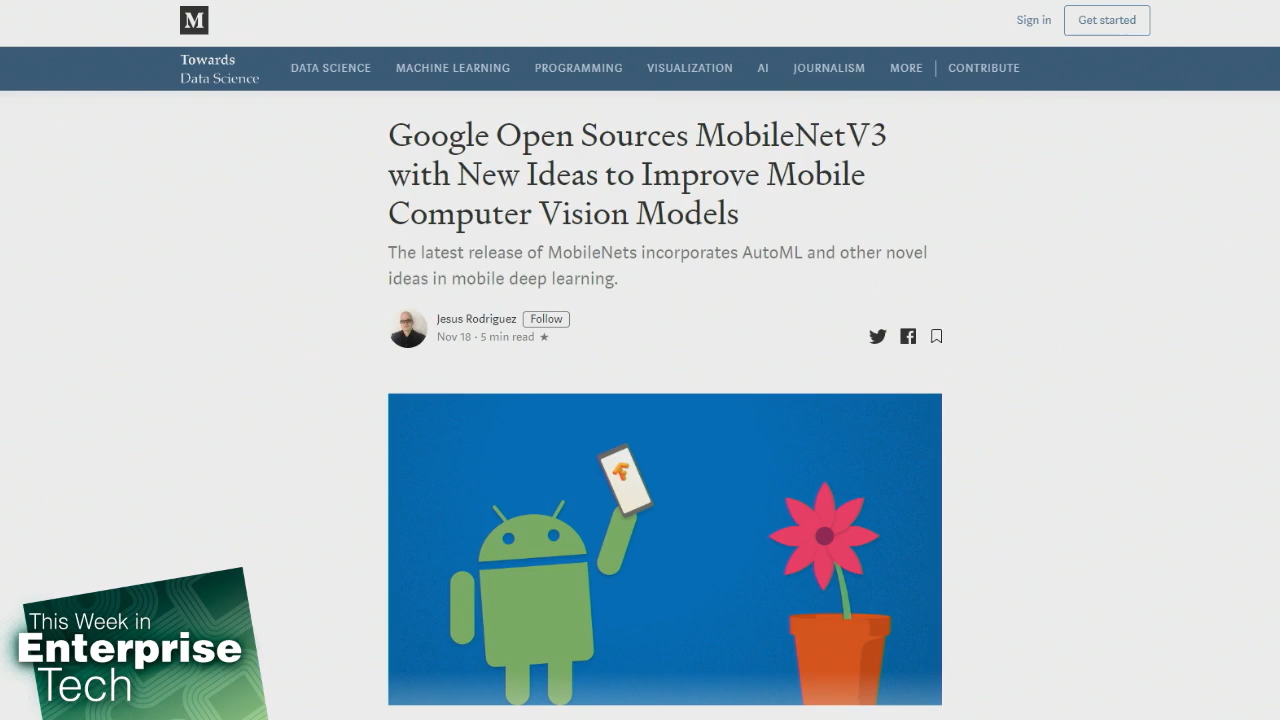 M
Sign in
Get started
Towards
Data Science
DATA SCIENCE MACHINE LEARNING PROGRAMMING VISUALIZATION AI JOURNALISM MORE | CONTRIBUTE
Google Open Sources MobileNetV3
with New Ideas to Improve Mobile
Computer Vision Models
The latest release of MobileNets incorporates AutoML and other novel
ideas in mobile deep learning.
Jesus Rodriguez Follow
Nov 18 · 5 min read ★
This Week in
Enterprise
Tech